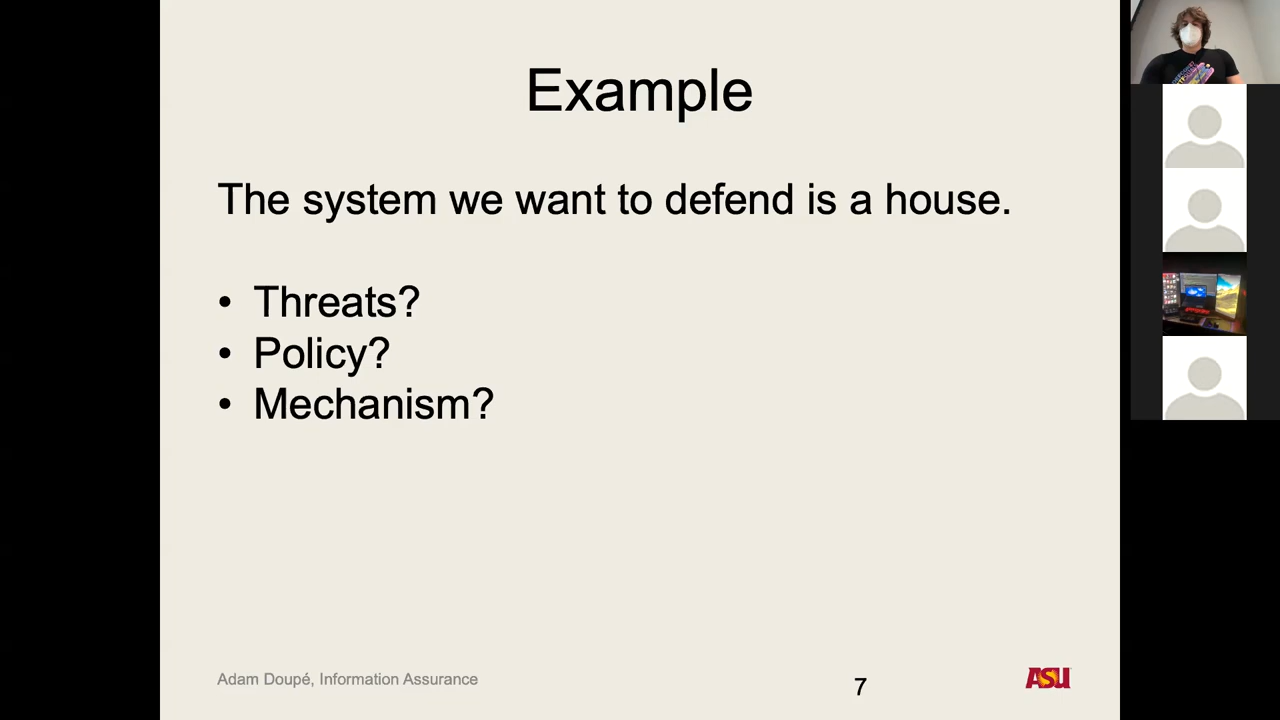 Example
The system we want to defend is a house.
• Threats?
• Policy?
• Mechanism?
Adam Doupé, Information Assurance
7
ASU